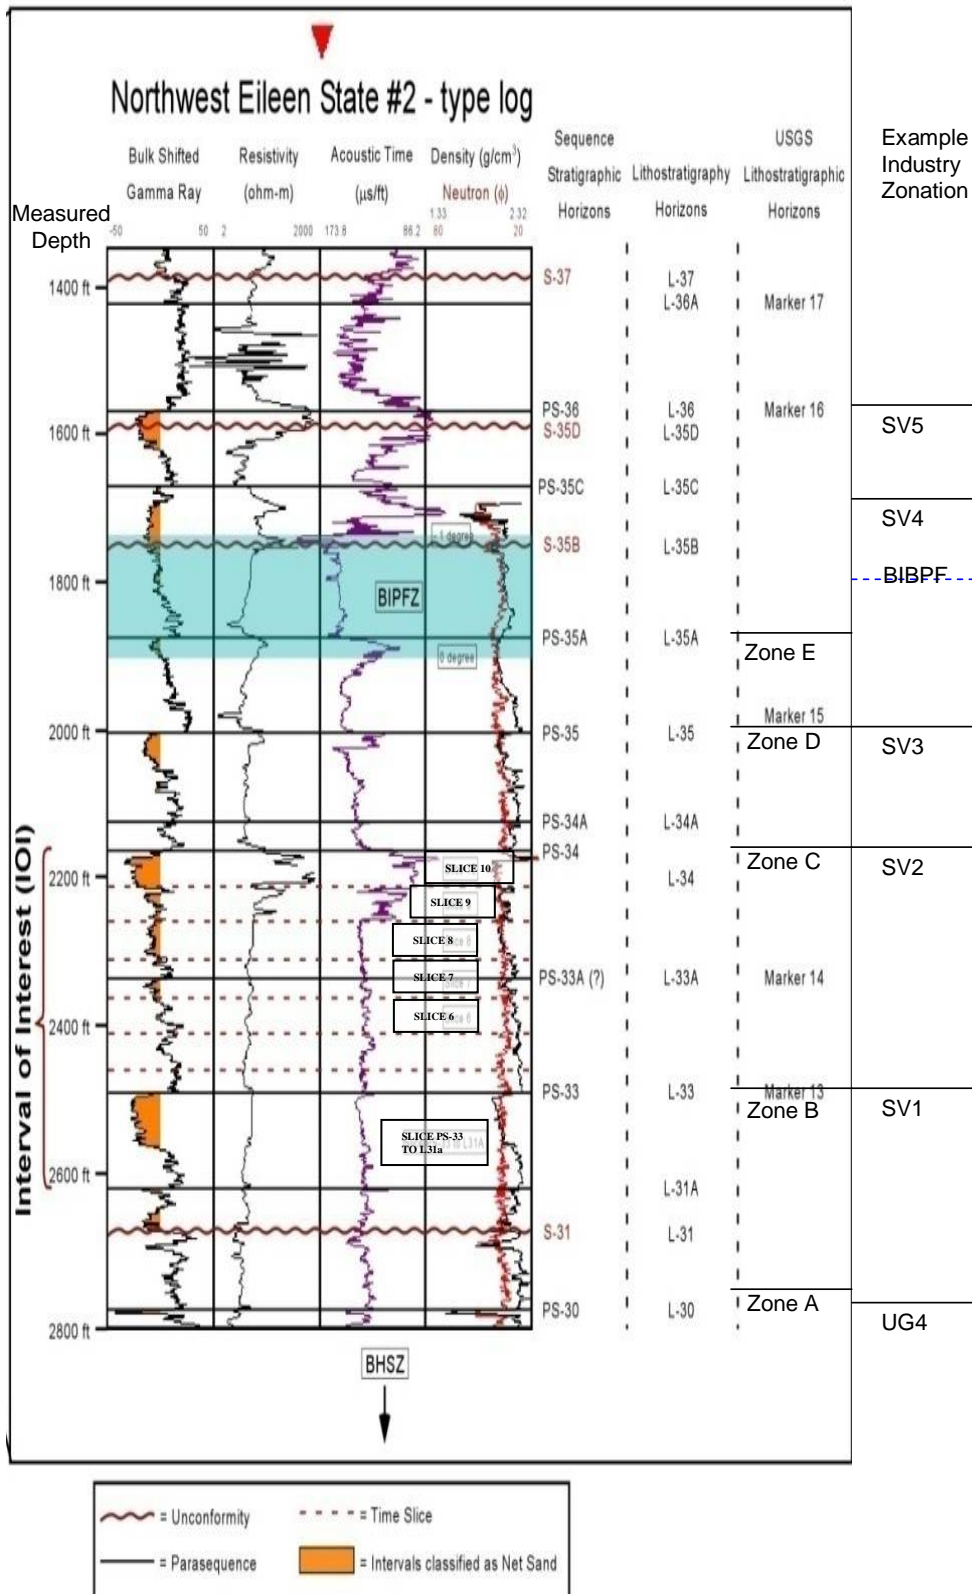 Northwest Eileen State #2 - type log
Bulk Shifted
Gamma Ray
Resistivity
(ohm-m)
Acoustic Time
(µs/ft)
Density (g/cm³)
Neutron (ϕ)
Sequence
Stratigraphic
Horizons
Lithostratigraphy
Horizons
USGS
Lithostratigraphic
Horizons
Example
Industry
Zonation
Measured
Depth
-50 50
2 2000
173.8 86.2
1.33 2.32
80 20
1400 ft
1600 ft
1800 ft
2000 ft
2200 ft
2400 ft
2600 ft
2800 ft
Interval of Interest (IOI)
S-37
PS-36
S-35D
PS-35C
S-35B
PS-35A
PS-35
PS-34A
PS-34
PS-33A (?)
PS-33
S-31
PS-30
L-37
L-36A
L-36
L-35D
L-35C
L-35B
L-35A
L-35
L-34A
L-34
L-33A
L-33
L-31A
L-31
L-30
Marker 17
Marker 16
Zone E
Marker 15
Zone D
Zone C
Marker 14
Marker 13
Zone B
Zone A
SV5
SV4
BIBPF
SV3
SV2
SV1
UG4
- 1 degree
BIPFZ
0 degree
SLICE 10
SLICE 9
SLICE 8
SLICE 7
SLICE 6
SLICE PS-33
TO L31a
BHSZ
= Unconformity
= Time Slice
= Parasequence
= Intervals classified as Net Sand